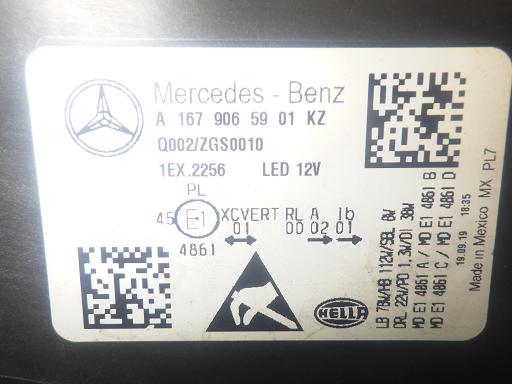 Mercedes - Benz
A 167 906 59 01 KZ
Q002/ZGS0010
1EX.2256 LED 12V
PL
45 E1 XCVERT RL A Ib
4861 01 00 02 01
HELLA
LB 78W/HB 112W/SBL 6W
DRL 22W/PO 1.3W/DI 38W
MD E1 4861 A / MD E1 4861 B
MD E1 4861 C / MD E1 4861 D
19.09.19 18:35
Made in Mexico MX PL7